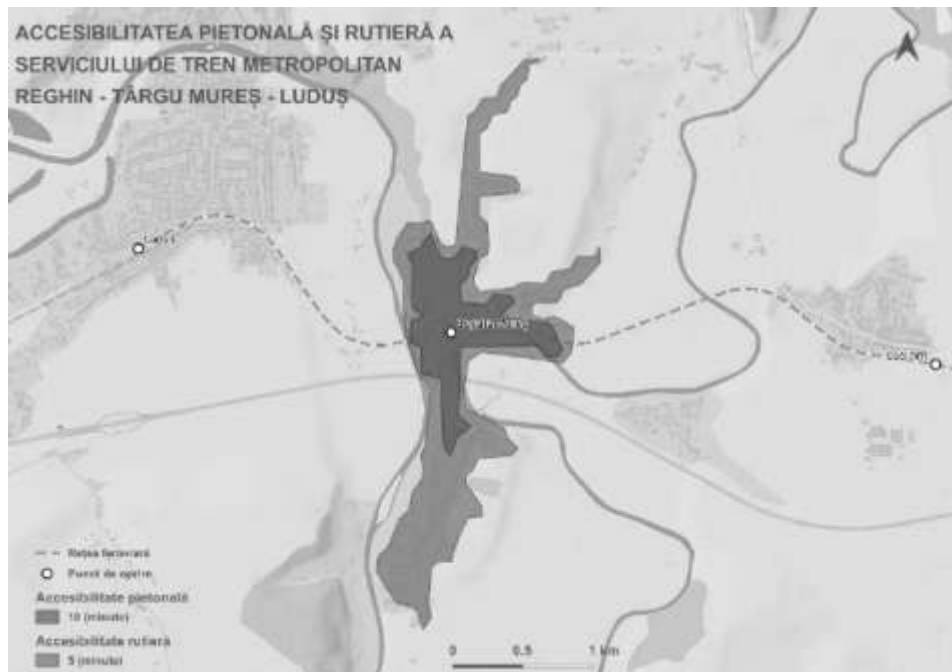 ACCESIBILITATEA PIETONALĂ ȘI RUTIERĂ A
SERVICIULUI DE TREN METROPOLITAN
REGHIN - TÂRGU MUREȘ - LUDUȘ
Rețea feroviară
Punct de oprire
Accesibilitate pietonală
10 (minute)
Accesibilitate rutieră
5 (minute)
0 0.5 1 km